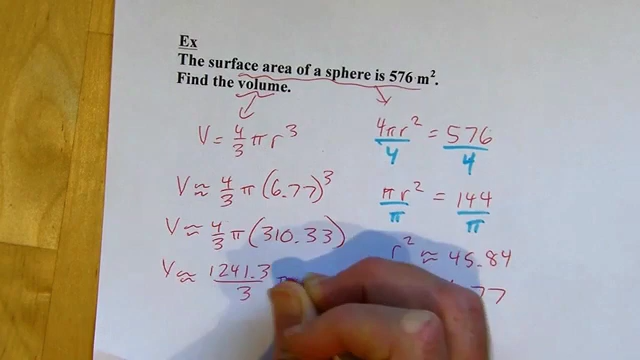 Ex
The surface area of a sphere is 576 m².
Find the volume.
V = 4/3 πr³
V ≈ 4/3 π(6.77)³
V ≈ 4/3 π(310.33)
V ≈ 1241.3/3
4πr²/4 = 576/4
πr²/π = 144/π
r² ≈ 45.84